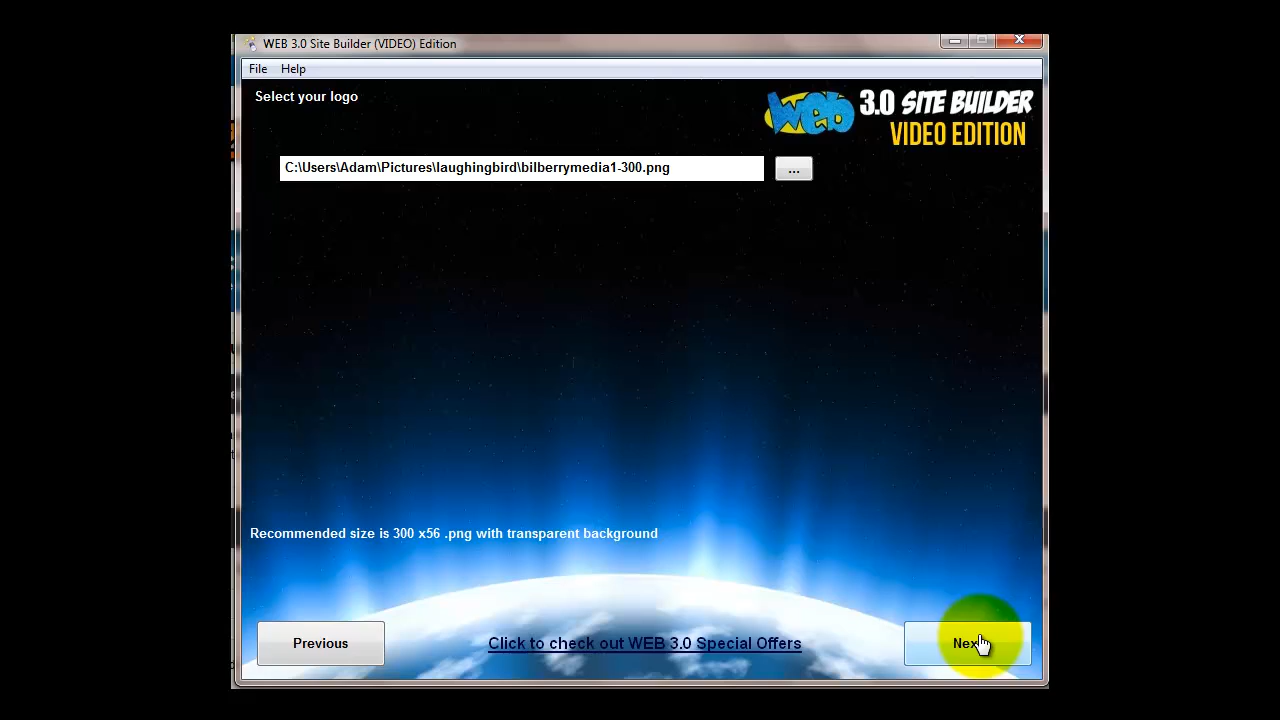 WEB 3.0 Site Builder (VIDEO) Edition
File Help
Select your logo
web 3.0 SITE BUILDER
VIDEO EDITION
C:\Users\Adam\Pictures\laughingbird\bilberrymedia1-300.png
...
Recommended size is 300 x56 .png with transparent background
Previous
Click to check out WEB 3.0 Special Offers
Next